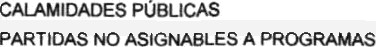 CALAMIDADES PÚBLICAS
PARTIDAS NO ASIGNABLES A PROGRAMAS